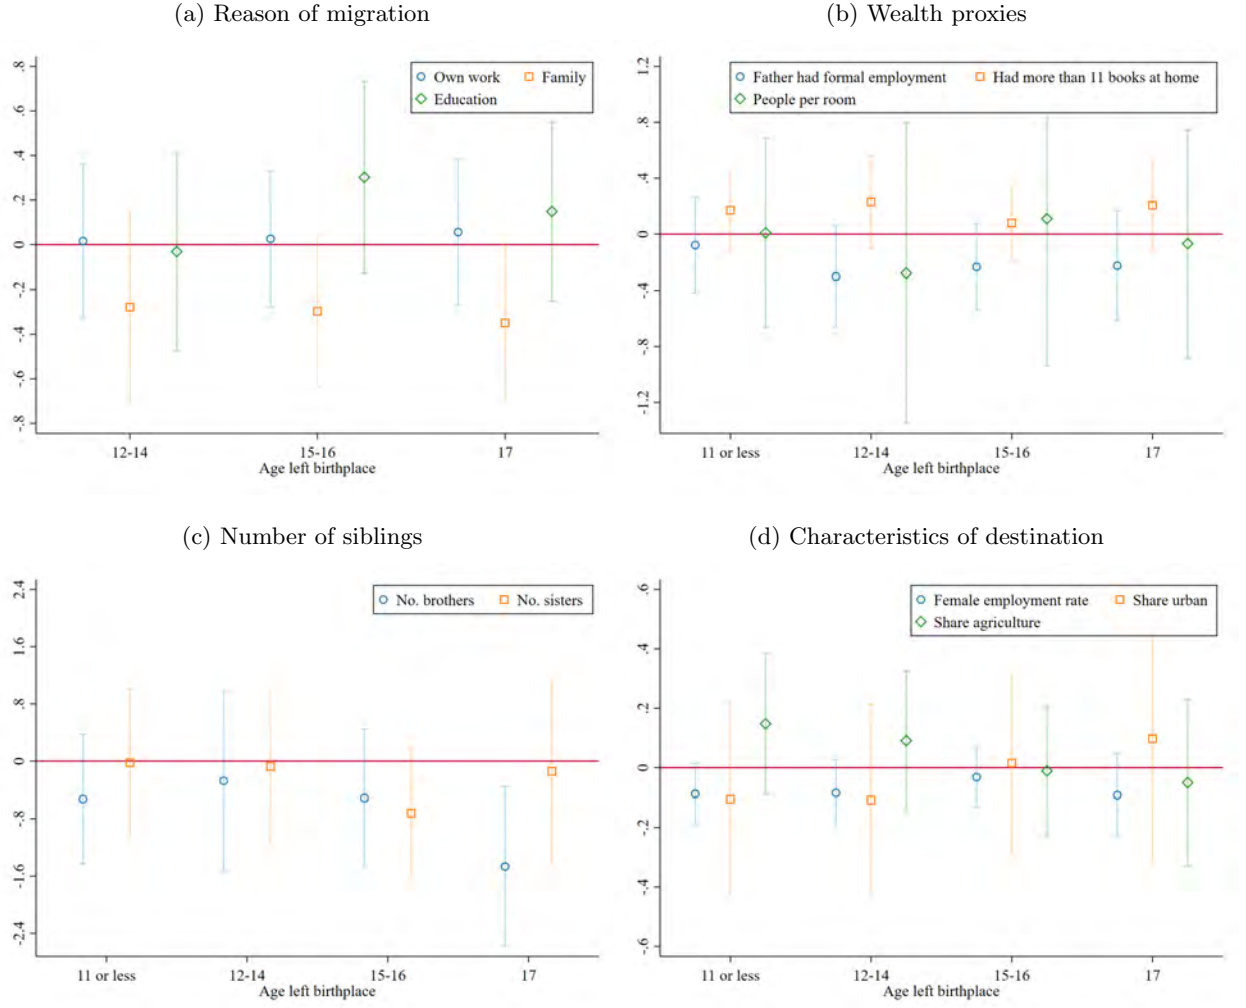 (a) Reason of migration
Own work Family
Education
.8
.6
.4
.2
0
-.2
-.4
-.6
-.8
12-14 15-16 17
Age left birthplace
(b) Wealth proxies
Father had formal employment Had more than 11 books at home
People per room
1.2
.8
.4
0
-.4
-.8
-1.2
11 or less 12-14 15-16 17
Age left birthplace
(c) Number of siblings
No. brothers No. sisters
2.4
1.6
.8
0
-.8
-1.6
-2.4
11 or less 12-14 15-16 17
Age left birthplace
(d) Characteristics of destination
Female employment rate Share urban
Share agriculture
.6
.4
.2
0
-.2
-.4
-.6
11 or less 12-14 15-16 17
Age left birthplace